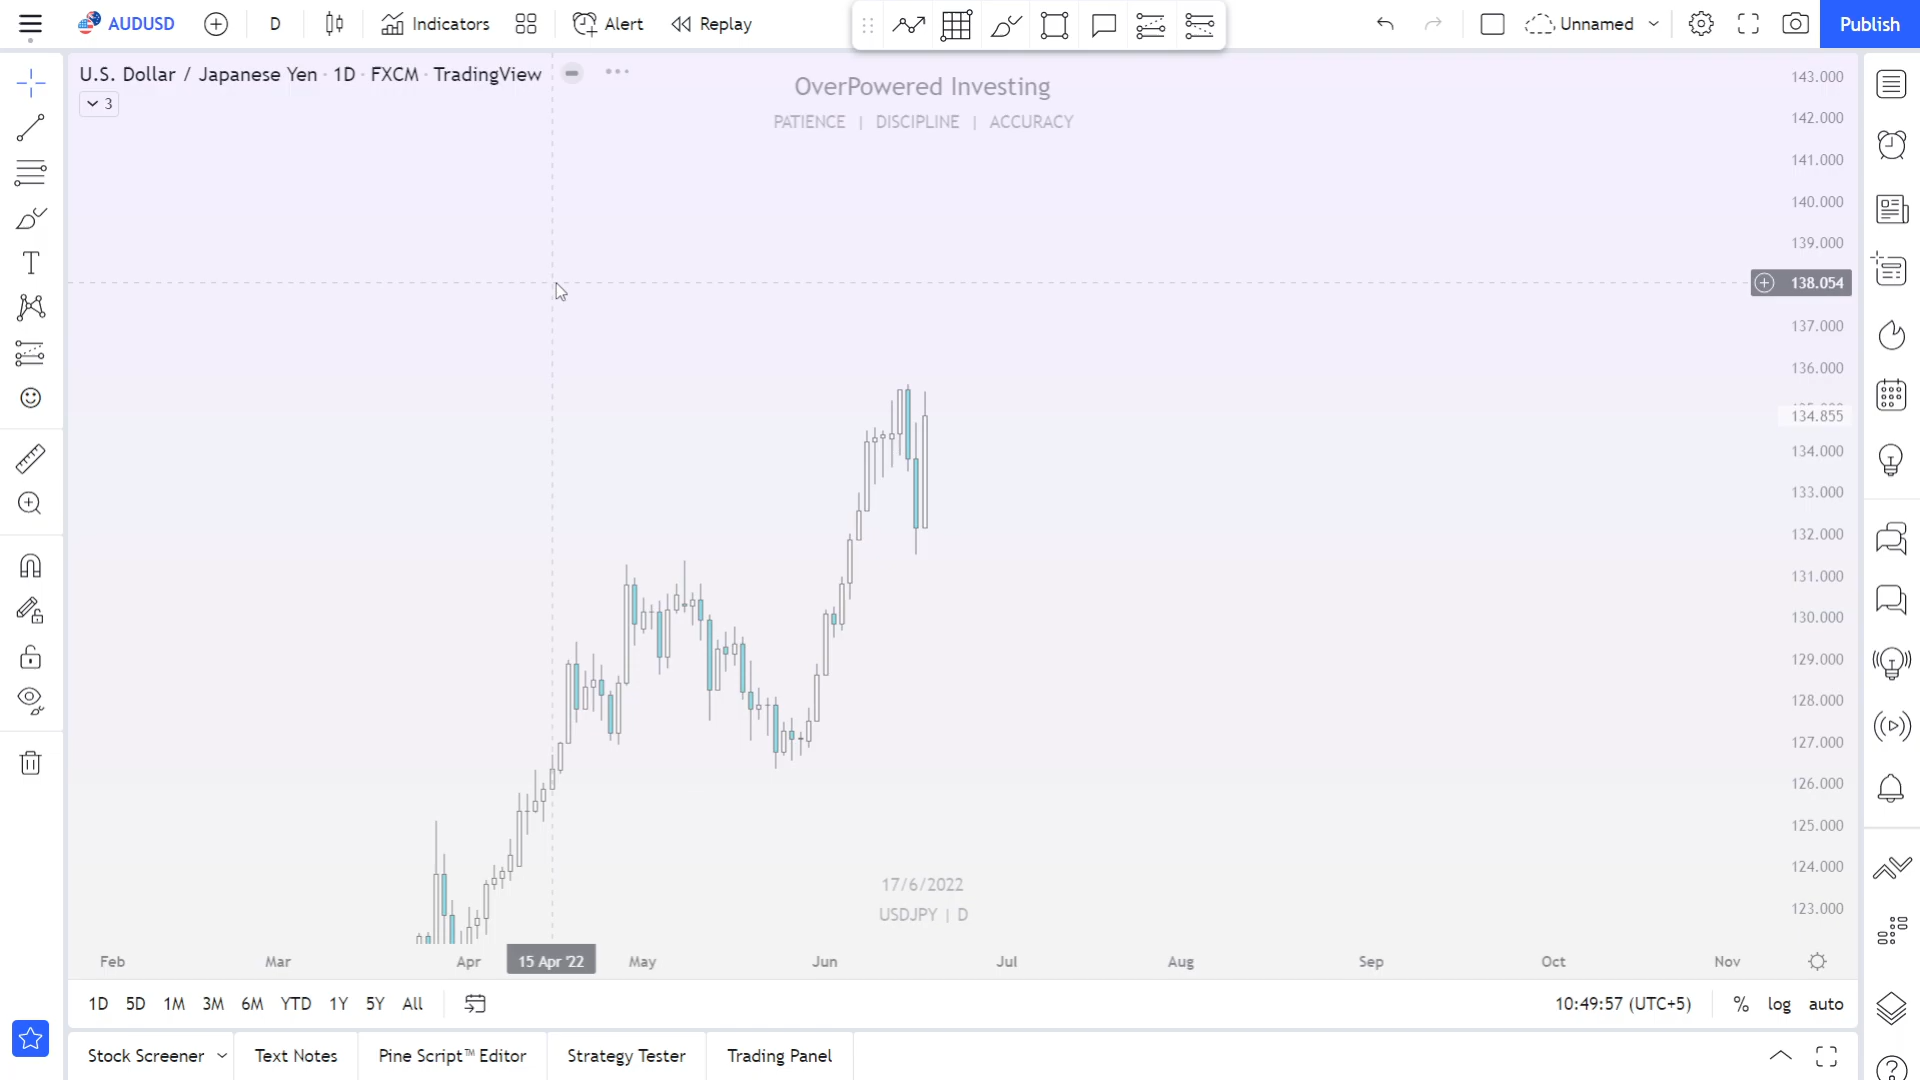 AUDUSD D Indicators Alert Replay Unnamed Publish
U.S. Dollar / Japanese Yen · 1D · FXCM · TradingView
3
OverPowered Investing
PATIENCE | DISCIPLINE | ACCURACY
143.000
142.000
141.000
140.000
139.000
138.054
137.000
136.000
134.855
134.000
133.000
132.000
131.000
130.000
129.000
128.000
127.000
126.000
125.000
124.000
123.000
17/6/2022
USDJPY | D
Feb Mar Apr 15 Apr '22 May Jun Jul Aug Sep Oct Nov
1D 5D 1M 3M 6M YTD 1Y 5Y All 10:49:57 (UTC+5) % log auto
Stock Screener Text Notes Pine Script™ Editor Strategy Tester Trading Panel